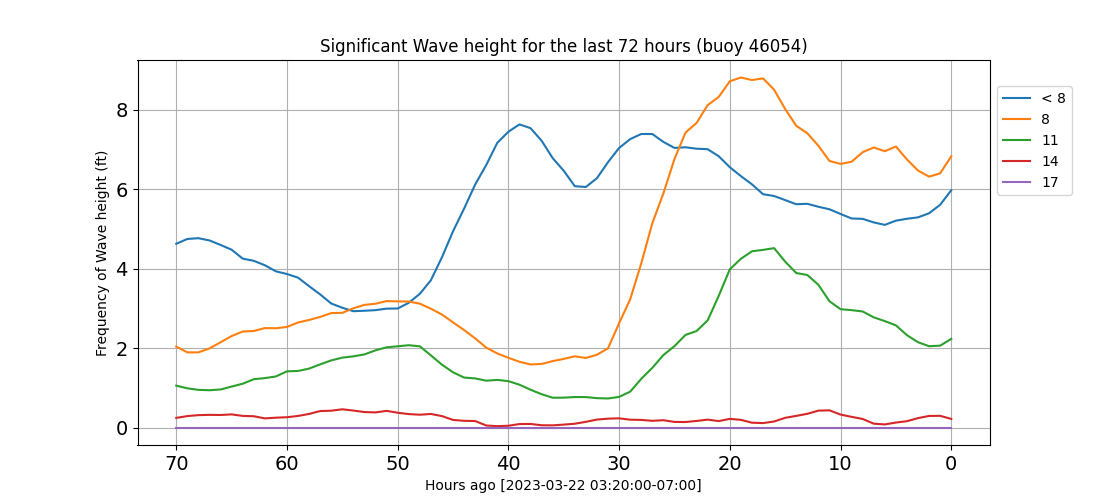 Significant Wave height for the last 72 hours (buoy 46054)
Frequency of Wave height (ft)
8
6
4
2
0
70 60 50 40 30 20 10 0
Hours ago [2023-03-22 03:20:00-07:00]
< 8
8
11
14
17